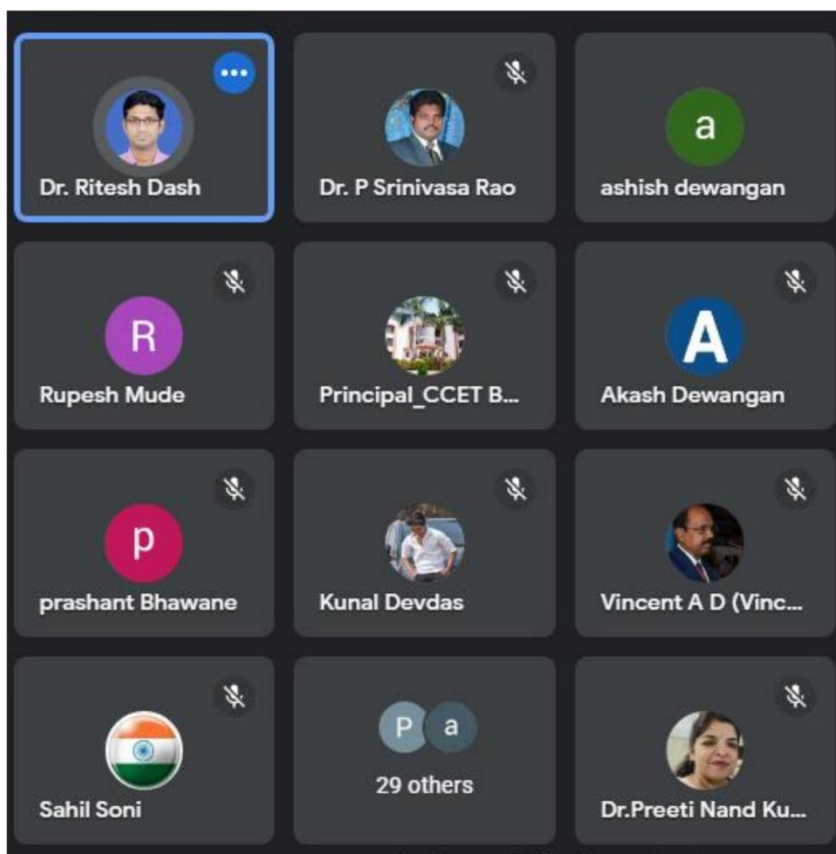 Dr. Ritesh Dash
Dr. P Srinivasa Rao
a
ashish dewangan
R
Rupesh Mude
Principal_CCET B...
A
Akash Dewangan
p
prashant Bhawane
Kunal Devdas
Vincent A D (Vinc...
Sahil Soni
P a
29 others
Dr.Preeti Nand Ku...